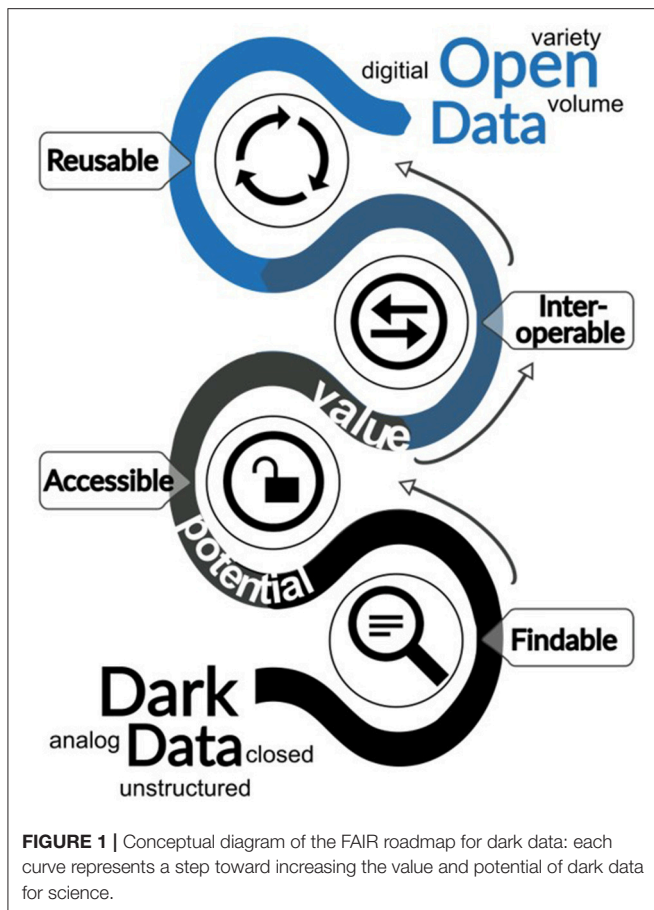 variety
digitial Open
Data volume
Reusable
Inter-
operable
value
Accessible
potential
Findable
Dark
analog Data closed
unstructured
FIGURE 1 | Conceptual diagram of the FAIR roadmap for dark data: each
curve represents a step toward increasing the value and potential of dark data
for science.